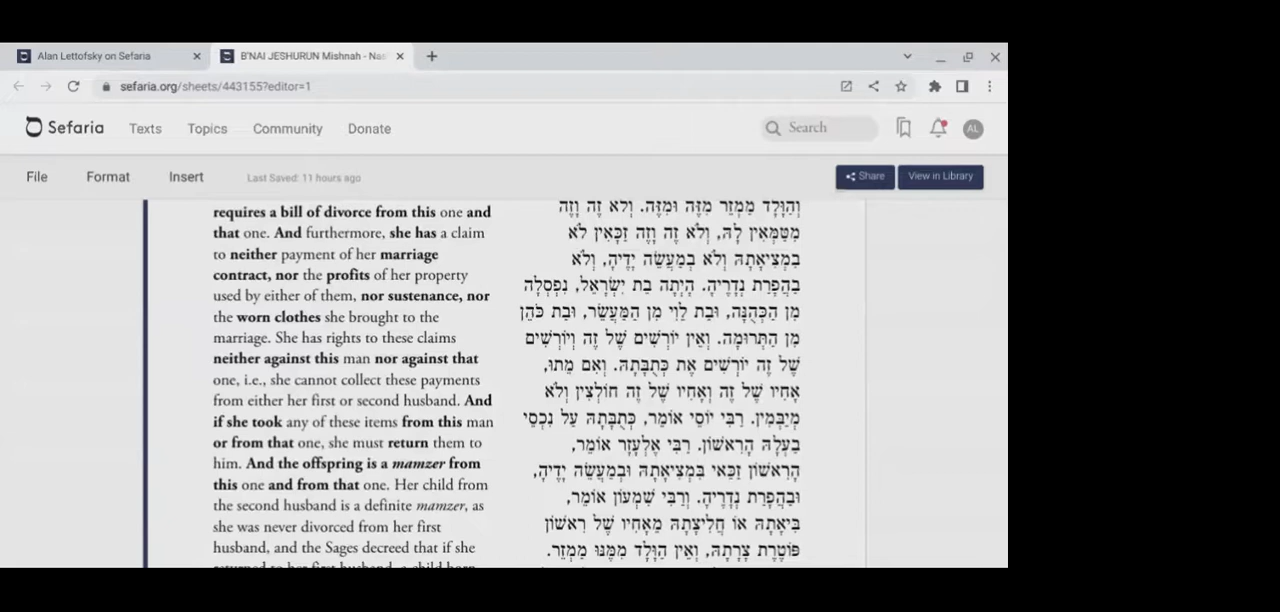 Alan Lettofsky on Sefaria
B'NAI JESHURUN Mishnah - Nas
sefaria.org/sheets/443155?editor=1
Sefaria
Texts
Topics
Community
Donate
Search
AL
File
Format
Insert
Last Saved: 11 hours ago
Share
View in Library
requires a bill of divorce from this one and
that one. And furthermore, she has a claim
to neither payment of her marriage
contract, nor the profits of her property
used by either of them, nor sustenance, nor
the worn clothes she brought to the
marriage. She has rights to these claims
neither against this man nor against that
one, i.e., she cannot collect these payments
from either her first or second husband. And
if she took any of these items from this man
or from that one, she must return them to
him. And the offspring is a mamzer from
this one and from that one. Her child from
the second husband is a definite mamzer, as
she was never divorced from her first
husband, and the Sages decreed that if she
returned to her first husband, a child born
וְהַוָּלָד מַמְזֵר מִזֶּה וּמִזֶּה. וְלֹא זֶה וָזֶה
מִטַּמְּאִין לָהּ, וְלֹא זֶה וָזֶה זַכָּאִין לֹא
בִמְצִיאָתָהּ וְלֹא בְמַעֲשֵׂה יָדֶיהָ, וְלֹא
בַהֲפָרַת נְדָרֶיהָ. הָיְתָה בַת יִשְׂרָאֵל, נִפְסְלָה
מִן הַכְּהֻנָּה, וּבַת לֵוִי מִן הַמַּעֲשֵׂר, וּבַת כֹּהֵן
מִן הַתְּרוּמָה. וְאֵין יוֹרְשִׁים שֶׁל זֶה וְיוֹרְשִׁים
שֶׁל זֶה יוֹרְשִׁים אֶת כְּתֻבָּתָהּ. וְאִם מֵתוּ,
אָחִיו שֶׁל זֶה וְאָחִיו שֶׁל זֶה חוֹלְצִין וְלֹא
מְיַבְּמִין. רַבִּי יוֹסֵי אוֹמֵר, כְּתֻבָּתָהּ עַל נִכְסֵי
בַעְלָהּ הָרִאשׁוֹן. רַבִּי אֶלְעָזָר אוֹמֵר,
הָרִאשׁוֹן זַכַּאי בִּמְצִיאָתָהּ וּבְמַעֲשֵׂה יָדֶיהָ,
וּבַהֲפָרַת נְדָרֶיהָ. וְרַבִּי שִׁמְעוֹן אוֹמֵר,
בִּיאָתָהּ אוֹ חֲלִיצָתָהּ מֵאָחִיו שֶׁל רִאשׁוֹן
פּוֹטֶרֶת צָרָתָהּ, וְאֵין הַוָּלָד מִמֶּנּוּ מַמְזֵר.